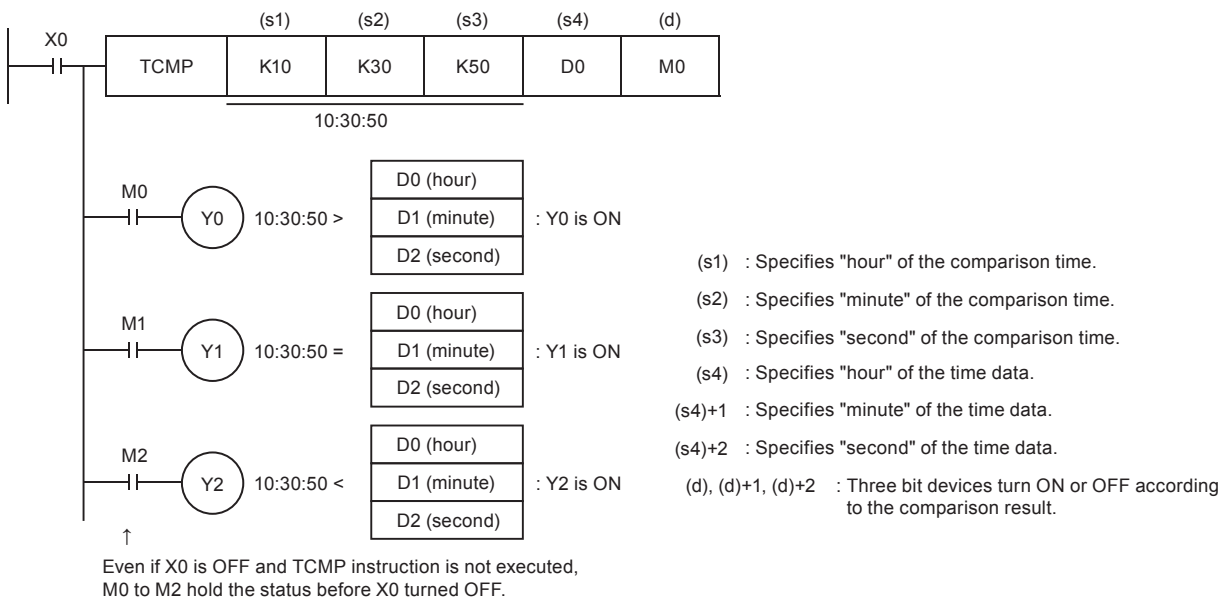 (s1) (s2) (s3) (s4) (d)
X0
TCMP K10 K30 K50 D0 M0
10:30:50
M0
Y0 10:30:50 >
D0 (hour)
D1 (minute)
D2 (second)
: Y0 is ON
M1
Y1 10:30:50 =
D0 (hour)
D1 (minute)
D2 (second)
: Y1 is ON
M2
Y2 10:30:50 <
D0 (hour)
D1 (minute)
D2 (second)
: Y2 is ON
↑
Even if X0 is OFF and TCMP instruction is not executed,
M0 to M2 hold the status before X0 turned OFF.
(s1) : Specifies "hour" of the comparison time.
(s2) : Specifies "minute" of the comparison time.
(s3) : Specifies "second" of the comparison time.
(s4) : Specifies "hour" of the time data.
(s4)+1 : Specifies "minute" of the time data.
(s4)+2 : Specifies "second" of the time data.
(d), (d)+1, (d)+2 : Three bit devices turn ON or OFF according
to the comparison result.